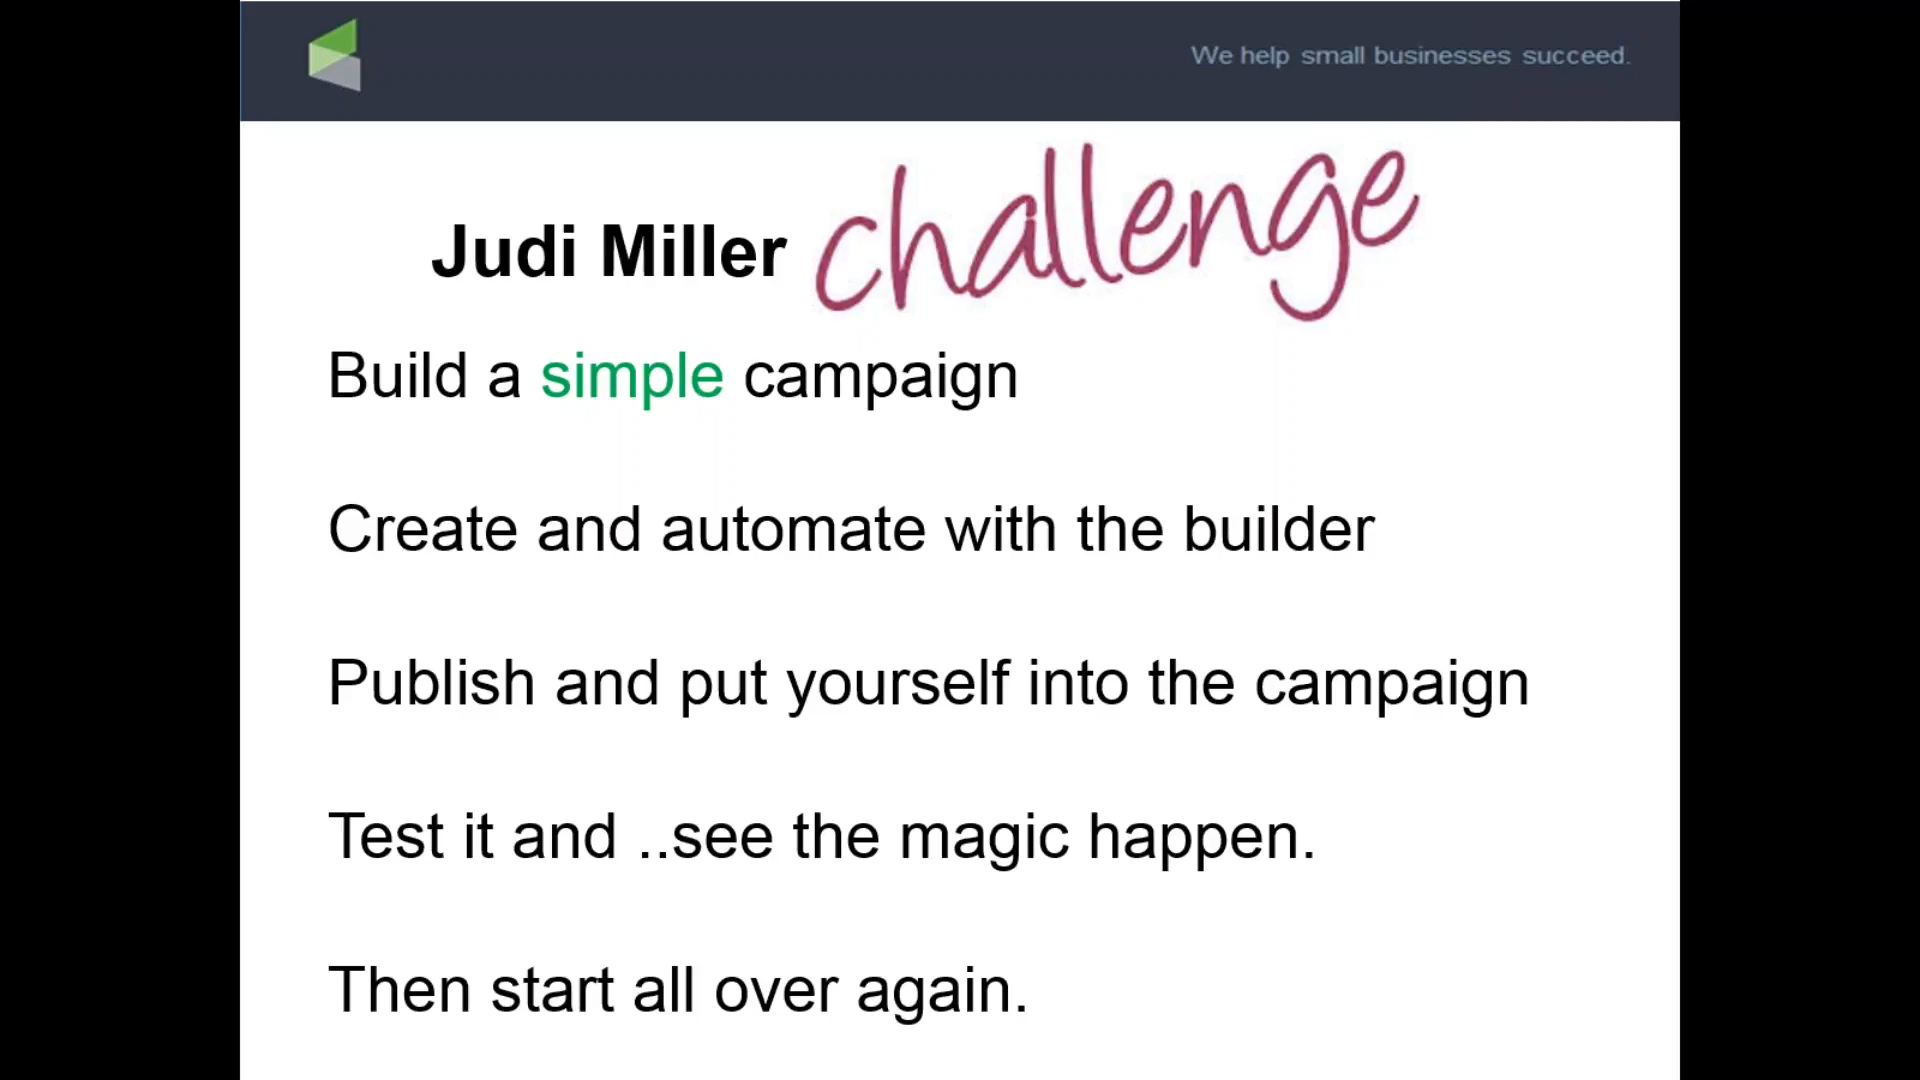 We help small businesses succeed.
Judi Miller challenge
Build a simple campaign
Create and automate with the builder
Publish and put yourself into the campaign
Test it and ..see the magic happen.
Then start all over again.